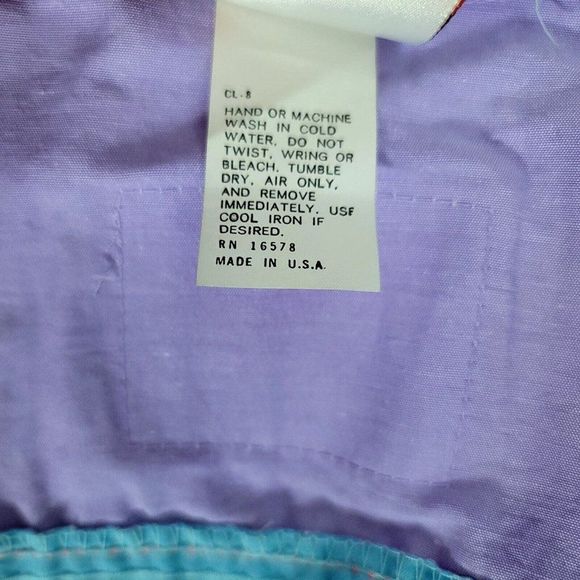 CL-8
HAND OR MACHINE
WASH IN COLD
WATER, DO NOT
TWIST, WRING OR
BLEACH. TUMBLE
DRY, AIR ONLY,
AND REMOVE
IMMEDIATELY. USE
COOL IRON IF
DESIRED.
RN 16578
MADE IN U.S.A.